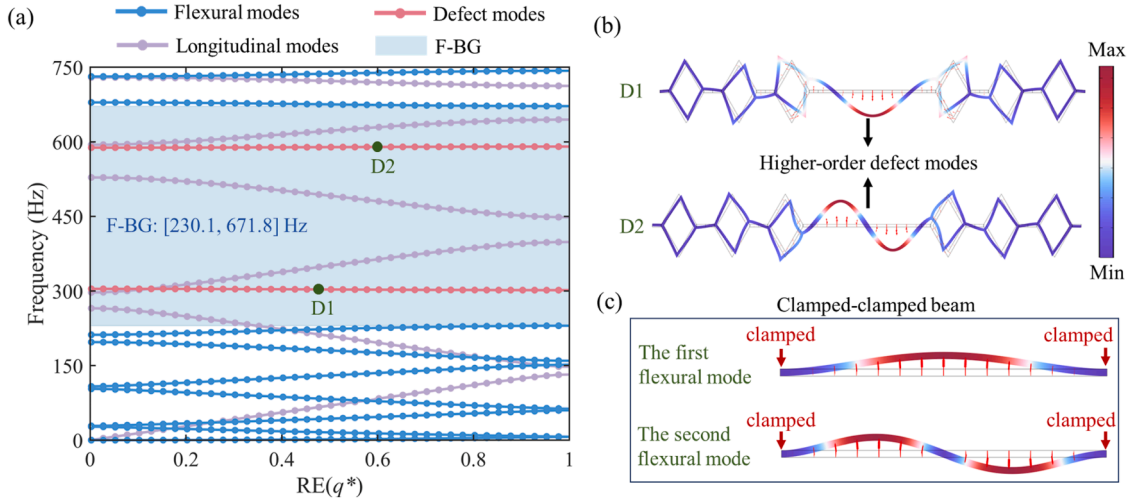 (a)
Flexural modes
Defect modes
Longitudinal modes
F-BG
750
600
450
300
150
0
Frequency (Hz)
D2
F-BG: [230.1, 671.8] Hz
D1
0
0.2
0.4
0.6
0.8
1
RE(q*)
(b)
D1
Higher-order defect modes
D2
Max
Min
(c)
Clamped-clamped beam
clamped
clamped
The first
flexural mode
clamped
clamped
The second
flexural mode